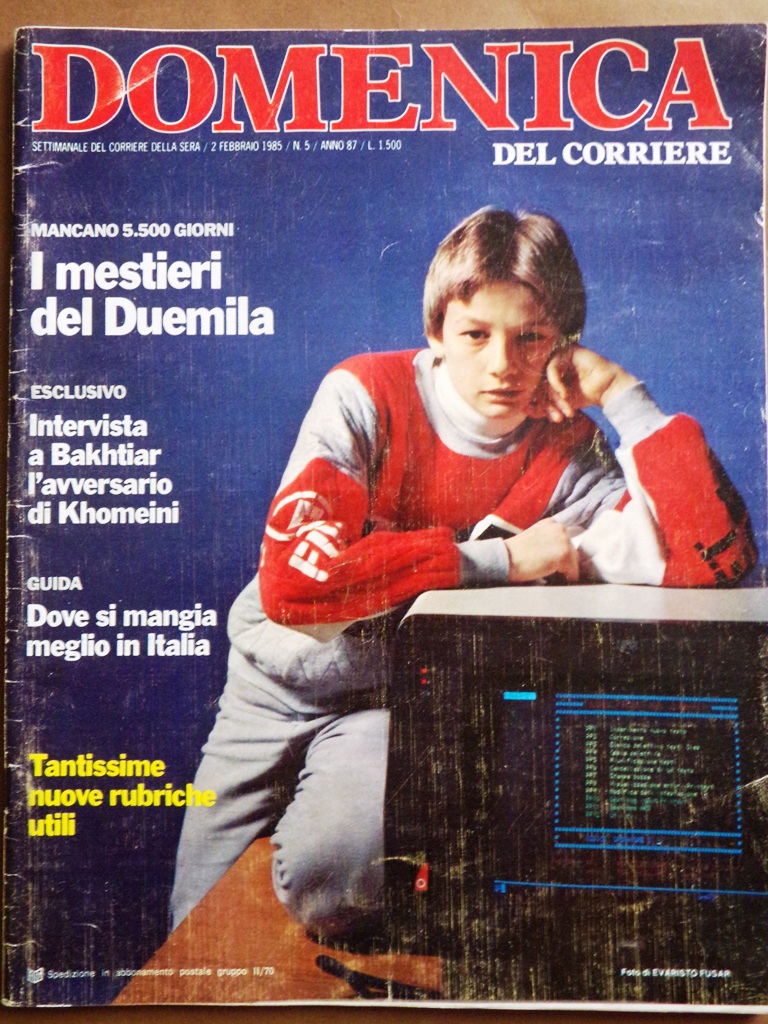 DOMENICA
DEL CORRIERE
SETTIMANALE DEL CORRIERE DELLA SERA / 2 FEBBRAIO 1985 / N. 5 / ANNO 87 / L. 1.500
MANCANO 5.500 GIORNI
I mestieri
del Duemila
ESCLUSIVO
Intervista
a Bakhtiar
l'avversario
di Khomeini
GUIDA
Dove si mangia
meglio in Italia
Tantissime
nuove rubriche
utili
Spedizione in abbonamento postale gruppo II/70
Foto di EVARISTO FUSAR